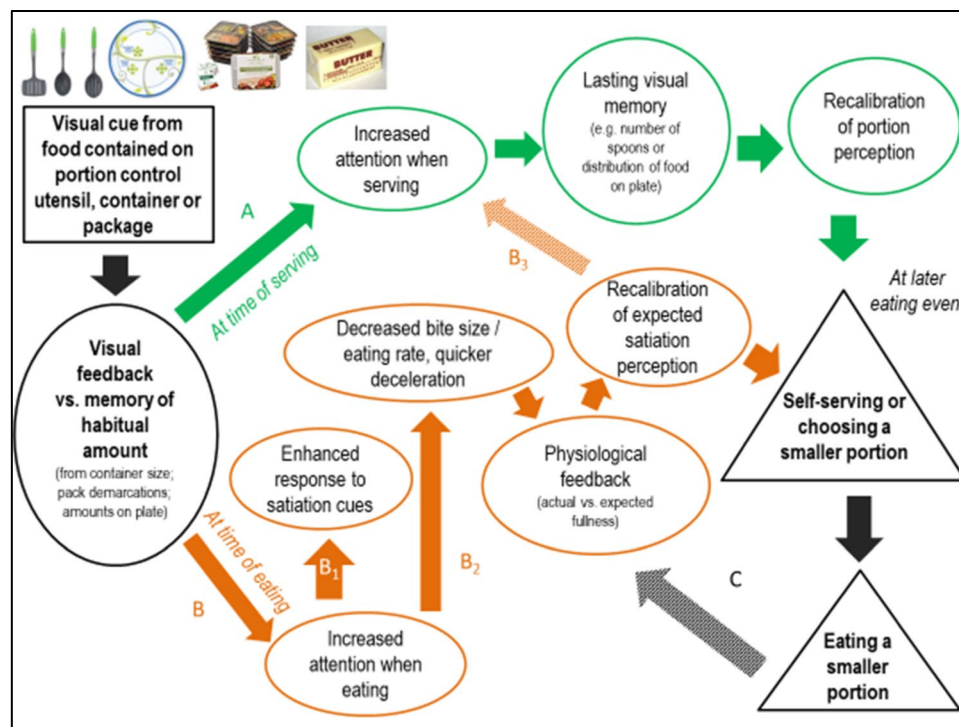 BUTTER
Visual cue from
food contained on
portion control
utensil, container or
package
Increased
attention when
serving
Lasting visual
memory
(e.g. number of
spoons or
distribution of food
on plate)
Recalibration
of portion
perception
A
At time of serving
B₃
At later
eating even
Visual
feedback
vs. memory of
habitual
amount
(from container size;
pack demarcations;
amounts on plate)
Decreased bite size /
eating rate, quicker
deceleration
Recalibration
of expected
satiation
perception
Self-serving or
choosing a
smaller portion
Enhanced
response to
satiation cues
Physiological
feedback
(actual vs. expected
fullness)
At time of eating
B
B₁
B₂
C
Increased
attention when
eating
Eating a
smaller
portion